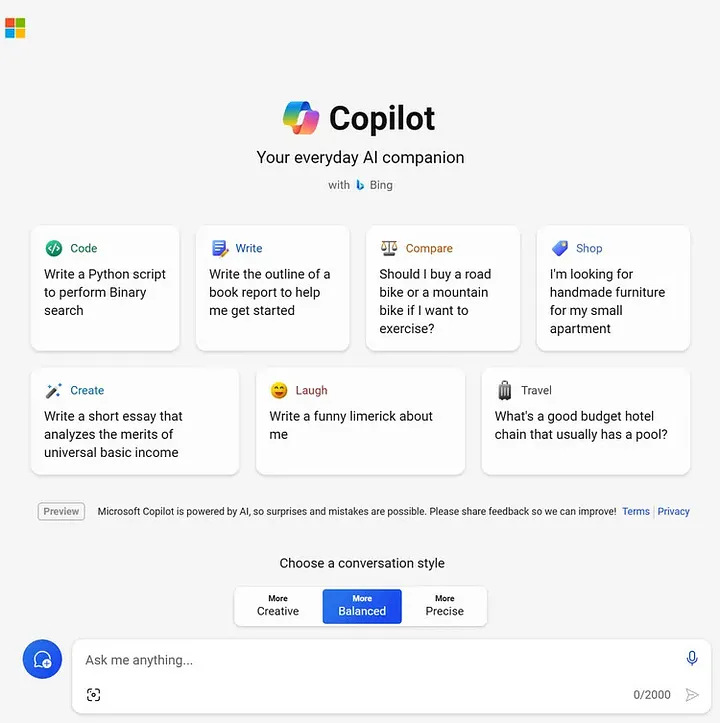 Copilot
Your everyday AI companion
with Bing
Code
Write a Python script
to perform Binary
search
Write
Write the outline of a
book report to help
me get started
Compare
Should I buy a road
bike or a mountain
bike if I want to
exercise?
Shop
I'm looking for
handmade furniture
for my small
apartment
Create
Write a short essay that
analyzes the merits of
universal basic income
Laugh
Write a funny limerick about
me
Travel
What's a good budget hotel
chain that usually has a pool?
Preview Microsoft Copilot is powered by AI, so surprises and mistakes are possible. Please share feedback so we can improve! Terms Privacy
Choose a conversation style
More
Creative
More
Balanced
More
Precise
Ask me anything...
0/2000